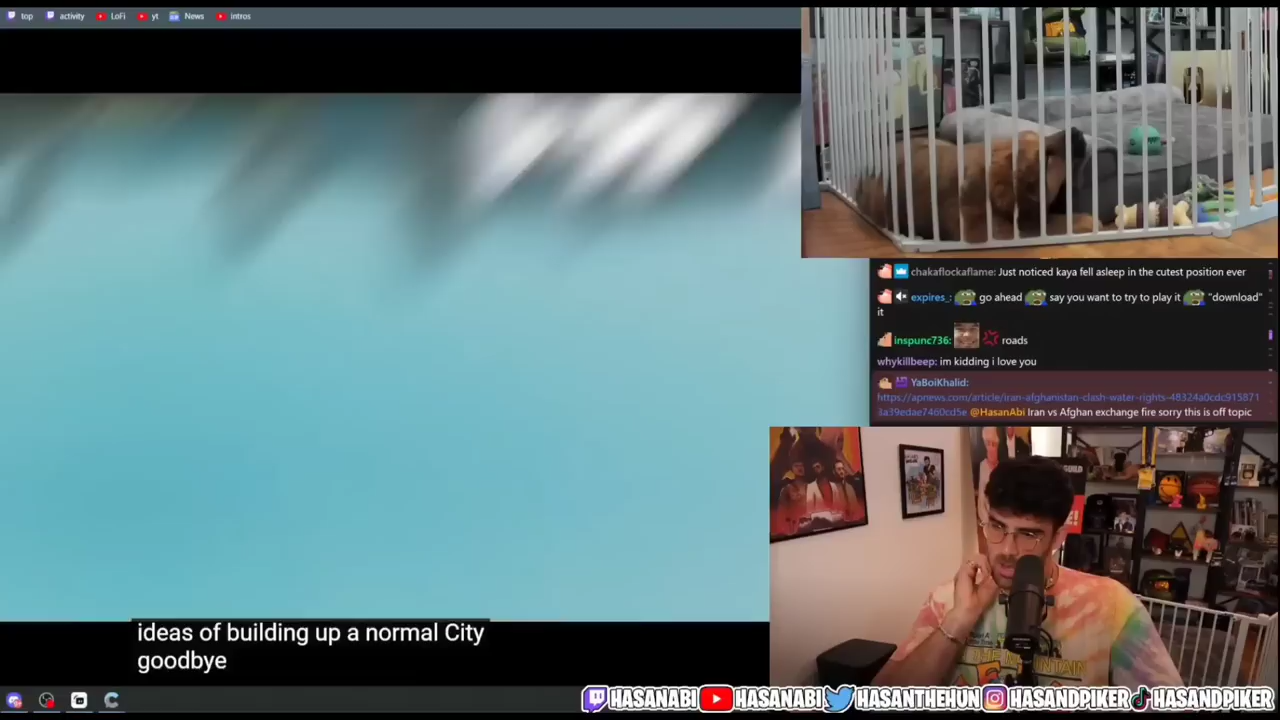 top activity LoFi yt News intros
chakaflockaflame: Just noticed kaya fell asleep in the cutest position ever
expires_: go ahead say you want to try to play it "download"
it
inspunc736: roads
whykillbeep: im kidding i love you
YaBoiKhalid:
https://apnews.com/article/iran-afghanistan-clash-water-rights-48324a0cdc915871
3a39edae7460cd5e @HasanAbi Iran vs Afghan exchange fire sorry this is off topic
ideas of building up a normal City
goodbye
HASANABI HASANABI HASANTHEHUN HASANDPIKER HASANDPIKER